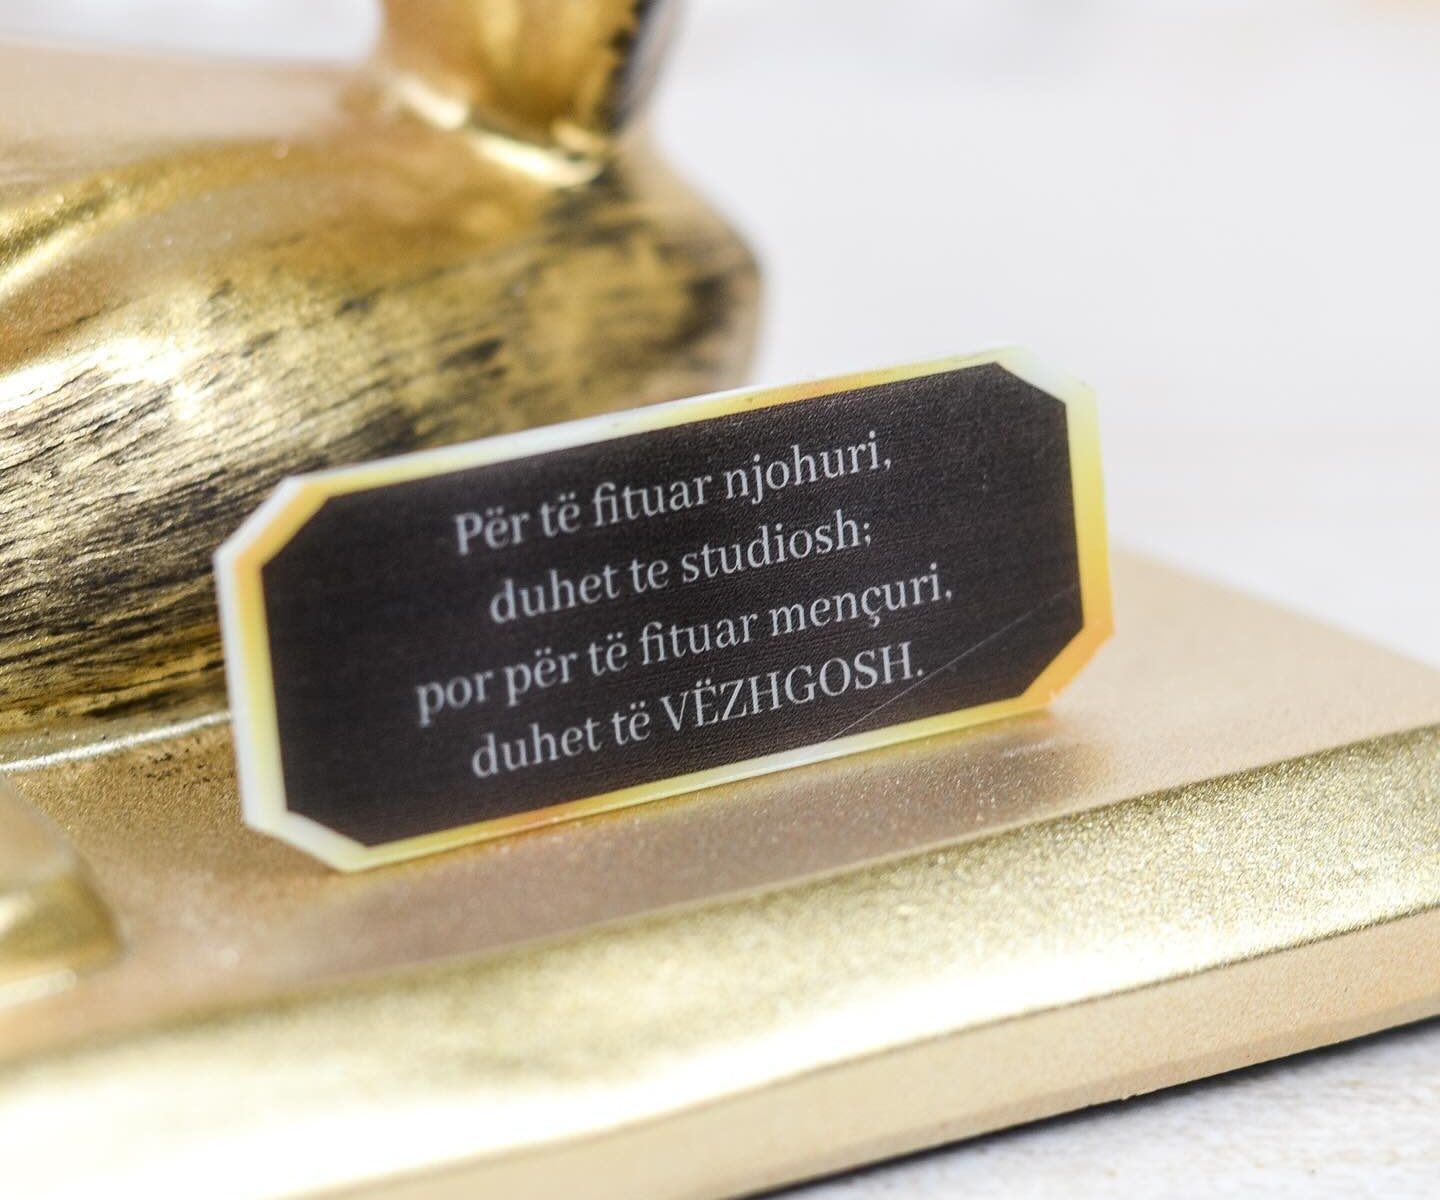 Për të fituar njohuri,
duhet te studiosh;
por për të fituar mençuri,
duhet të VËZHGOSH.